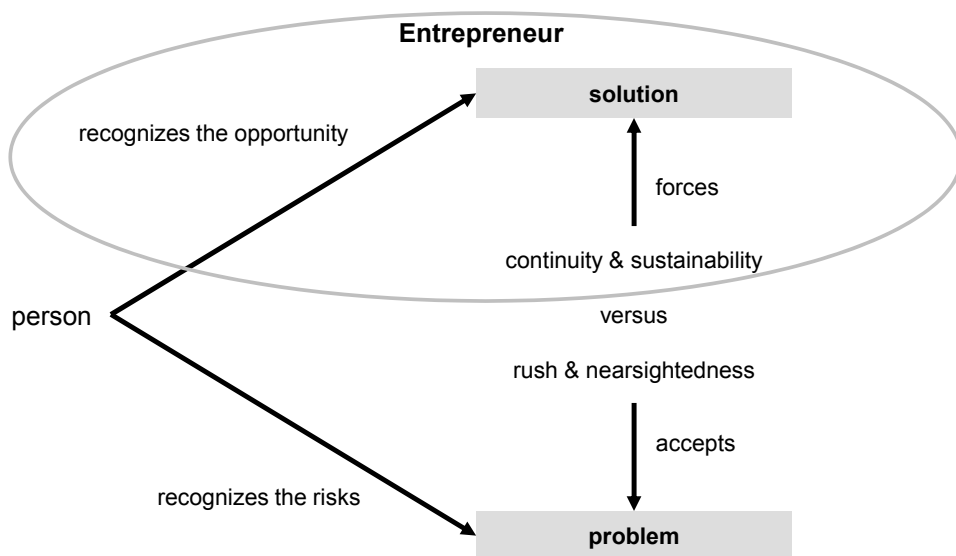 Entrepreneur
solution
recognizes the opportunity
forces
continuity & sustainability
person
versus
rush & nearsightedness
accepts
recognizes the risks
problem